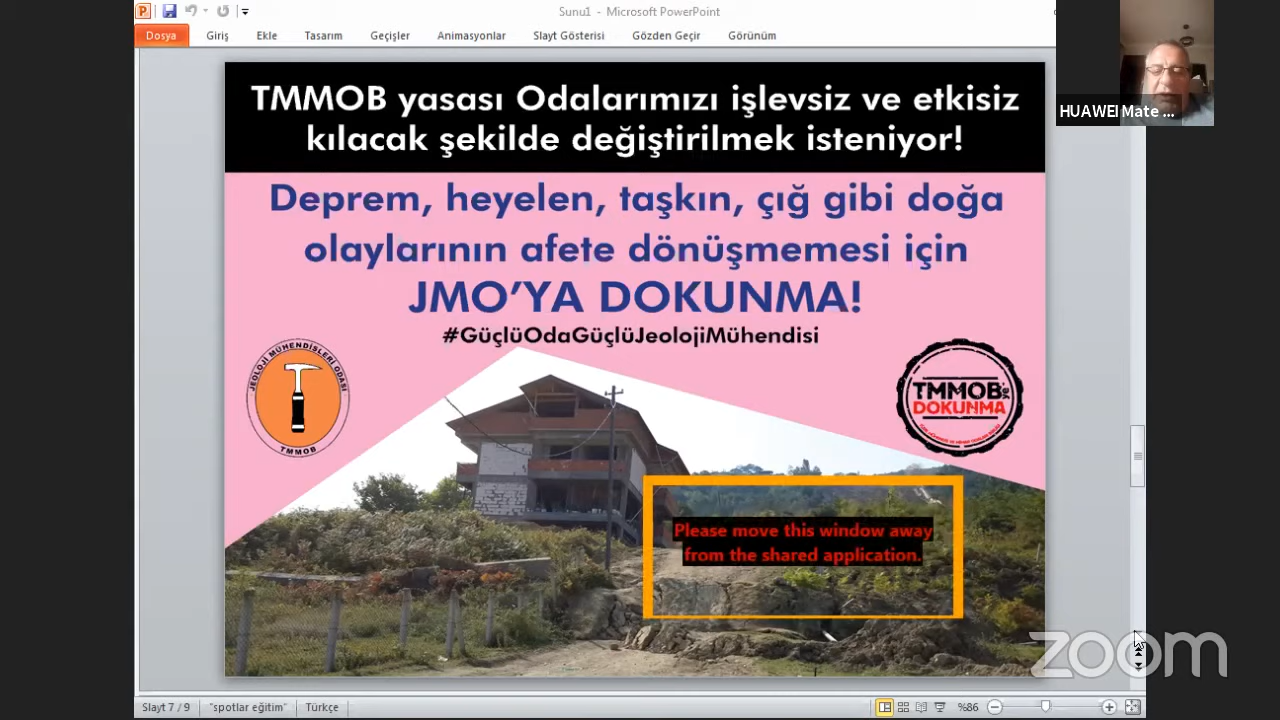 Sunu1 - Microsoft PowerPoint
Dosya Giriş Ekle Tasarım Geçişler Animasyonlar Slayt Gösterisi Gözden Geçir Görünüm
HUAWEI Mate ...
TMMOB yasası Odalarımızı işlevsiz ve etkisiz
kılacak şekilde değiştirilmek isteniyor!
Deprem, heyelen, taşkın, çığ gibi doğa
olaylarının afete dönüşmemesi için
JMO'YA DOKUNMA!
#GüçlüOdaGüçlüJeolojiMühendisi
JEOLOJİ MÜHENDİSLERİ ODASI
TMMOB
TMMOB'ye
DOKUNMA
Please move this window away
from the shared application.
zoom
Slayt 7 / 9 "spotlar eğitim" Türkçe %86